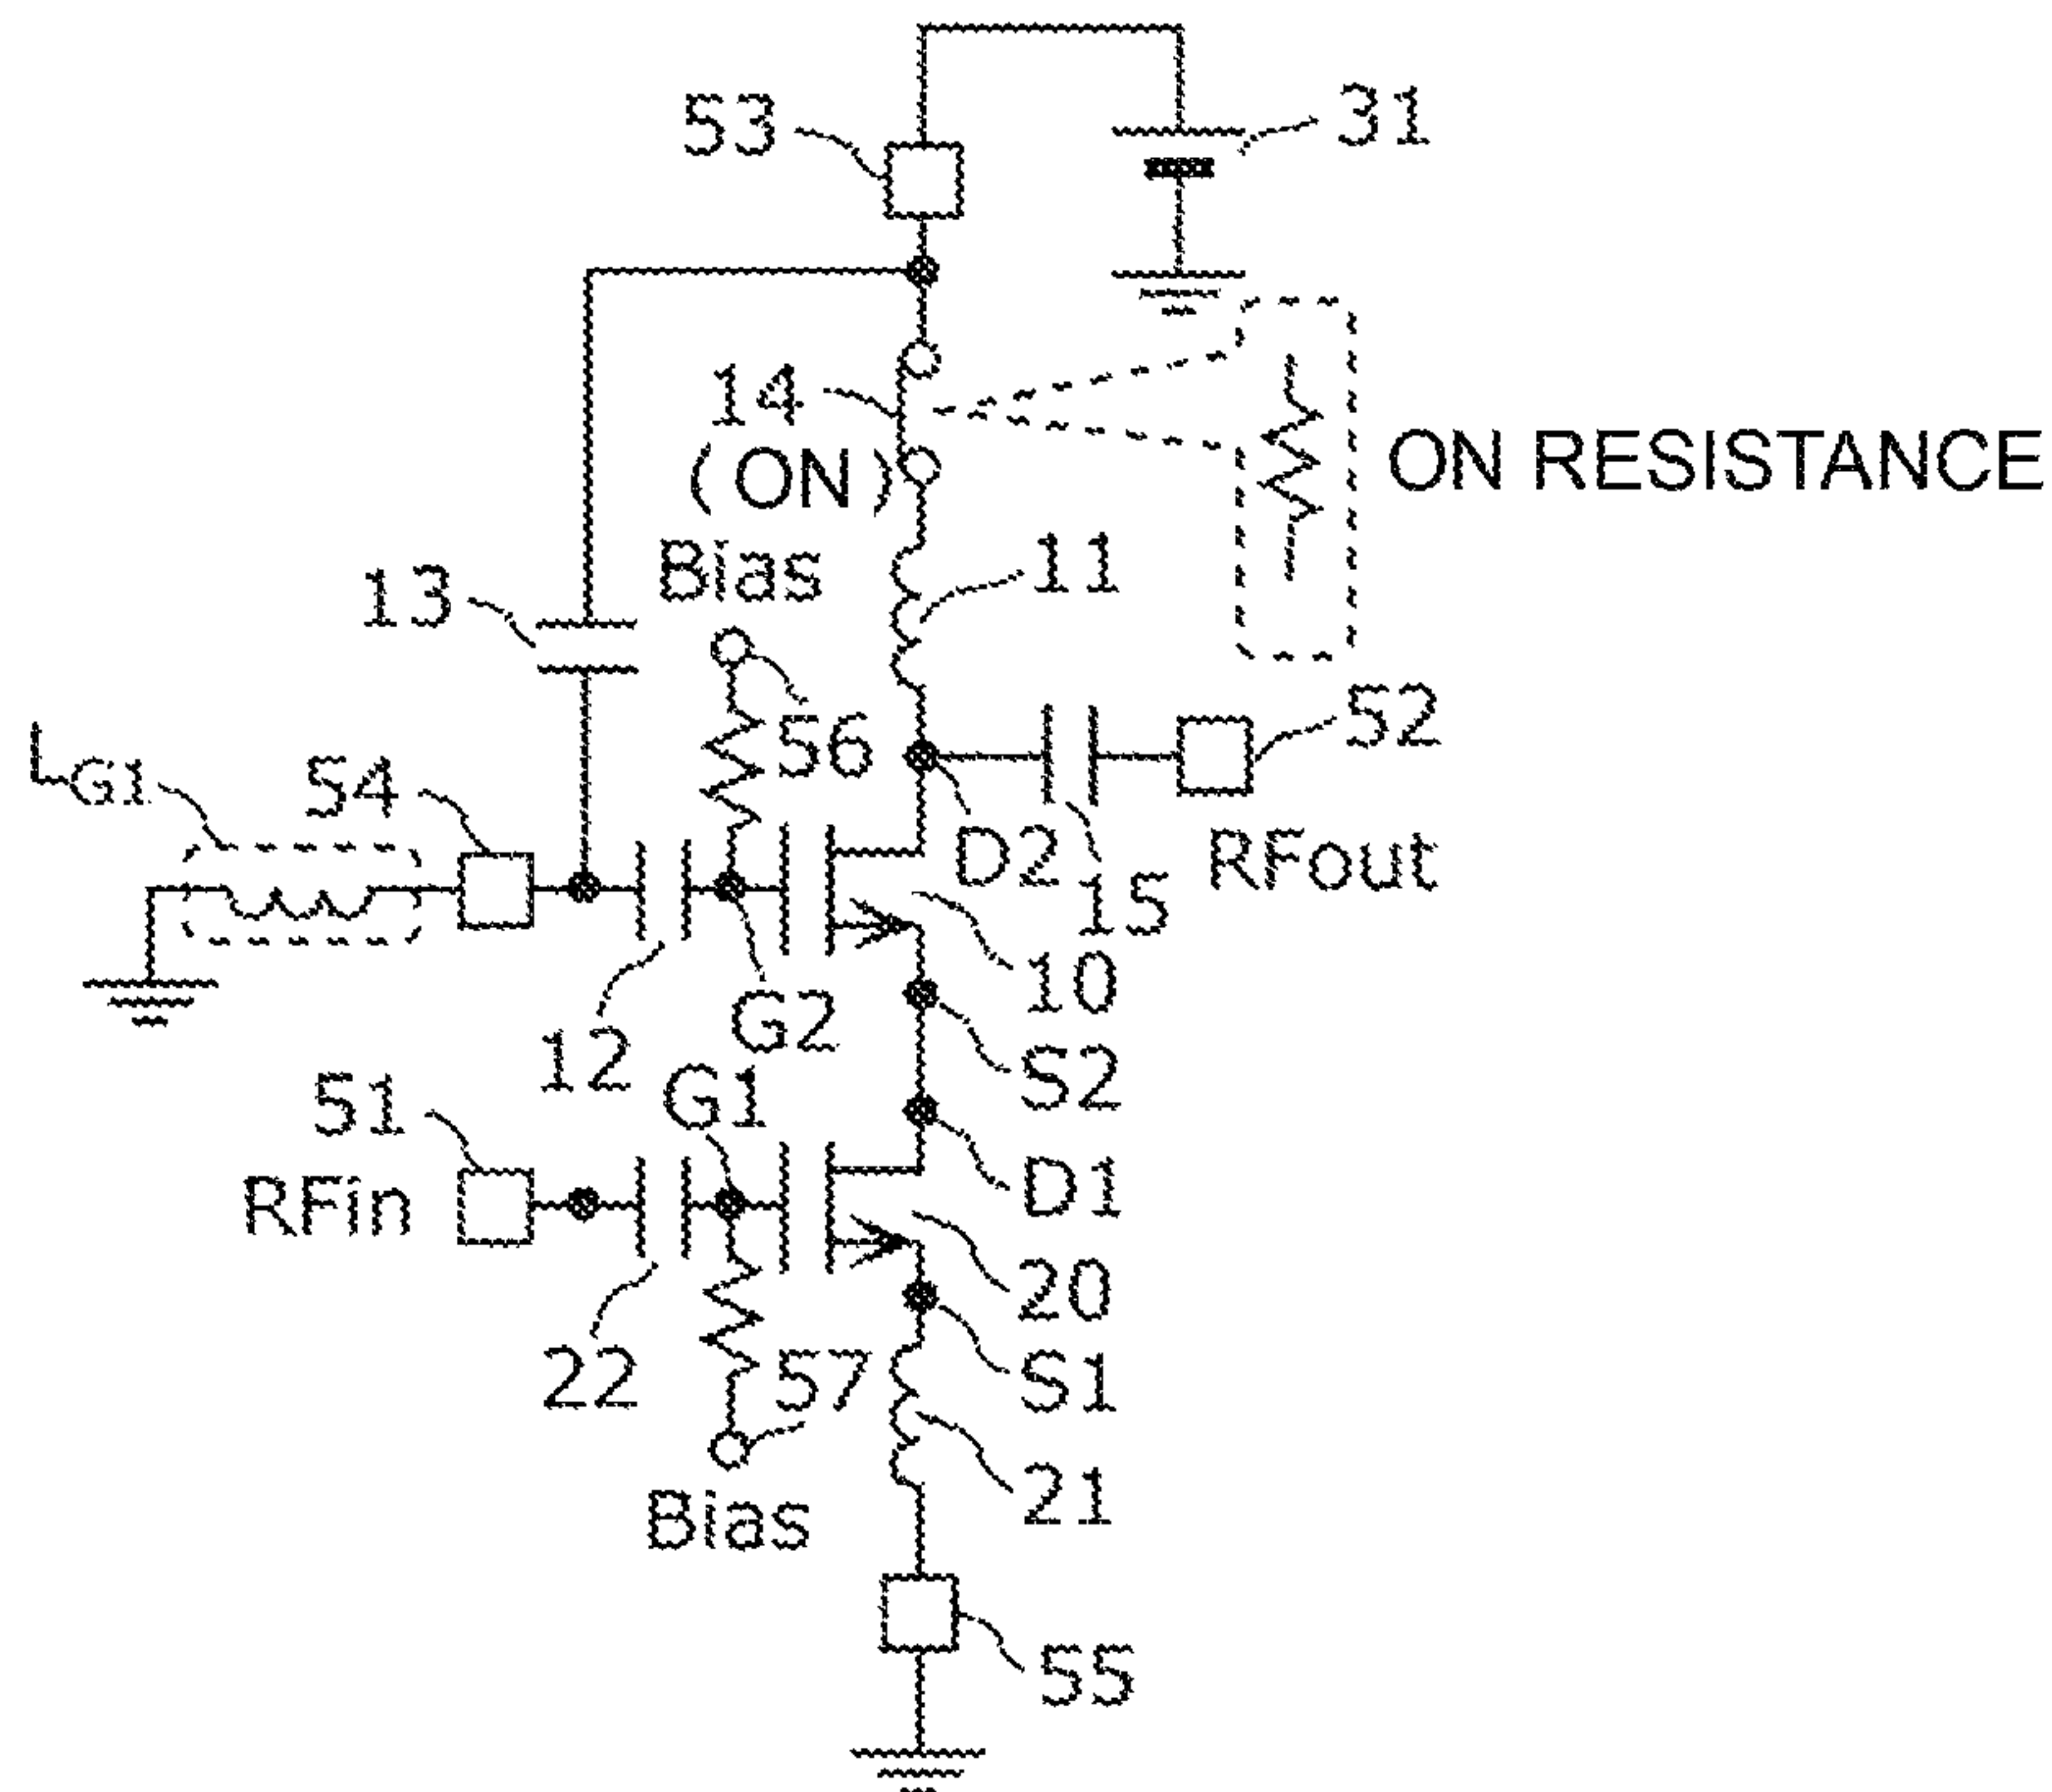 53
31
14
(ON)
ON RESISTANCE
Bias
11
13
56
52
LG1
54
D2
RFout
15
10
12
G2
S2
51
G1
RFin
D1
20
22
57
S1
21
Bias
55